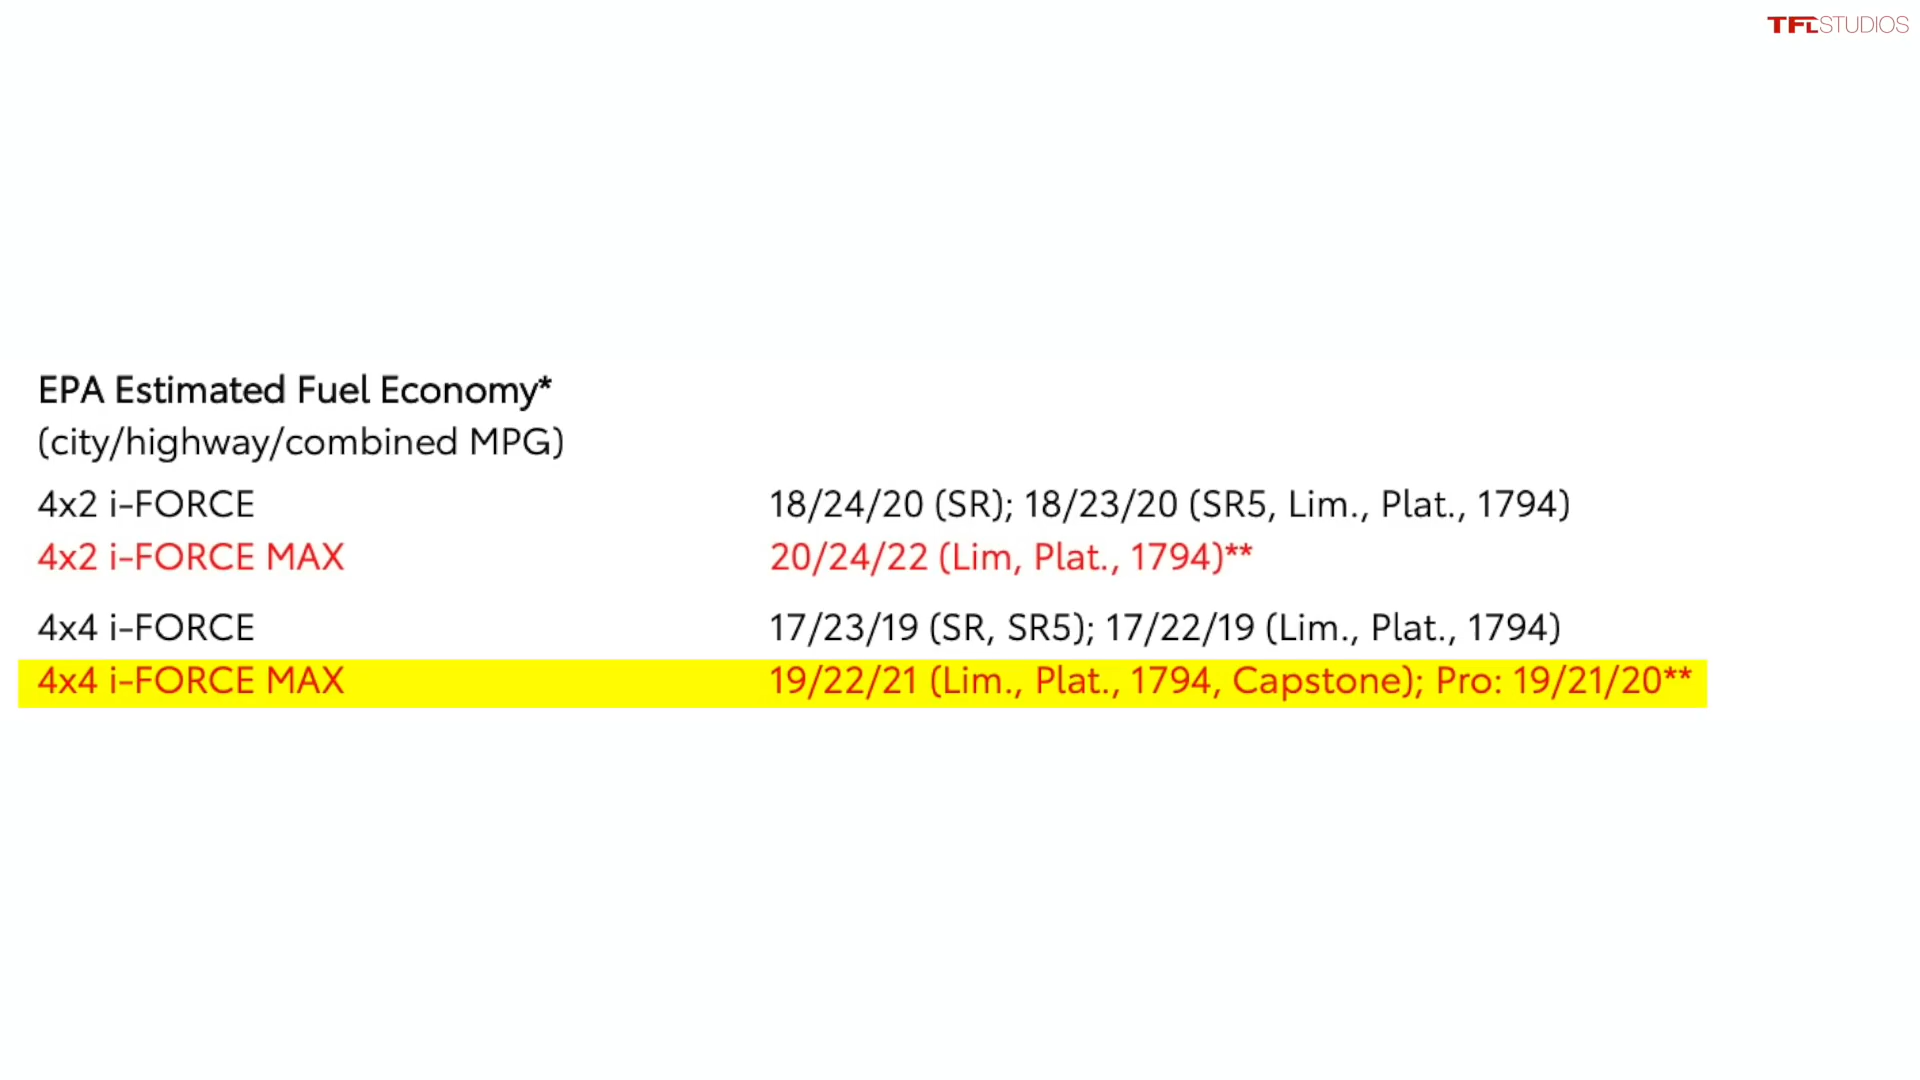 TFLSTUDIOS
EPA Estimated Fuel Economy*
(city/highway/combined MPG)
4x2 i-FORCE 18/24/20 (SR); 18/23/20 (SR5, Lim., Plat., 1794)
4x2 i-FORCE MAX 20/24/22 (Lim, Plat., 1794)**
4x4 i-FORCE 17/23/19 (SR, SR5); 17/22/19 (Lim., Plat., 1794)
4x4 i-FORCE MAX 19/22/21 (Lim., Plat., 1794, Capstone); Pro: 19/21/20**